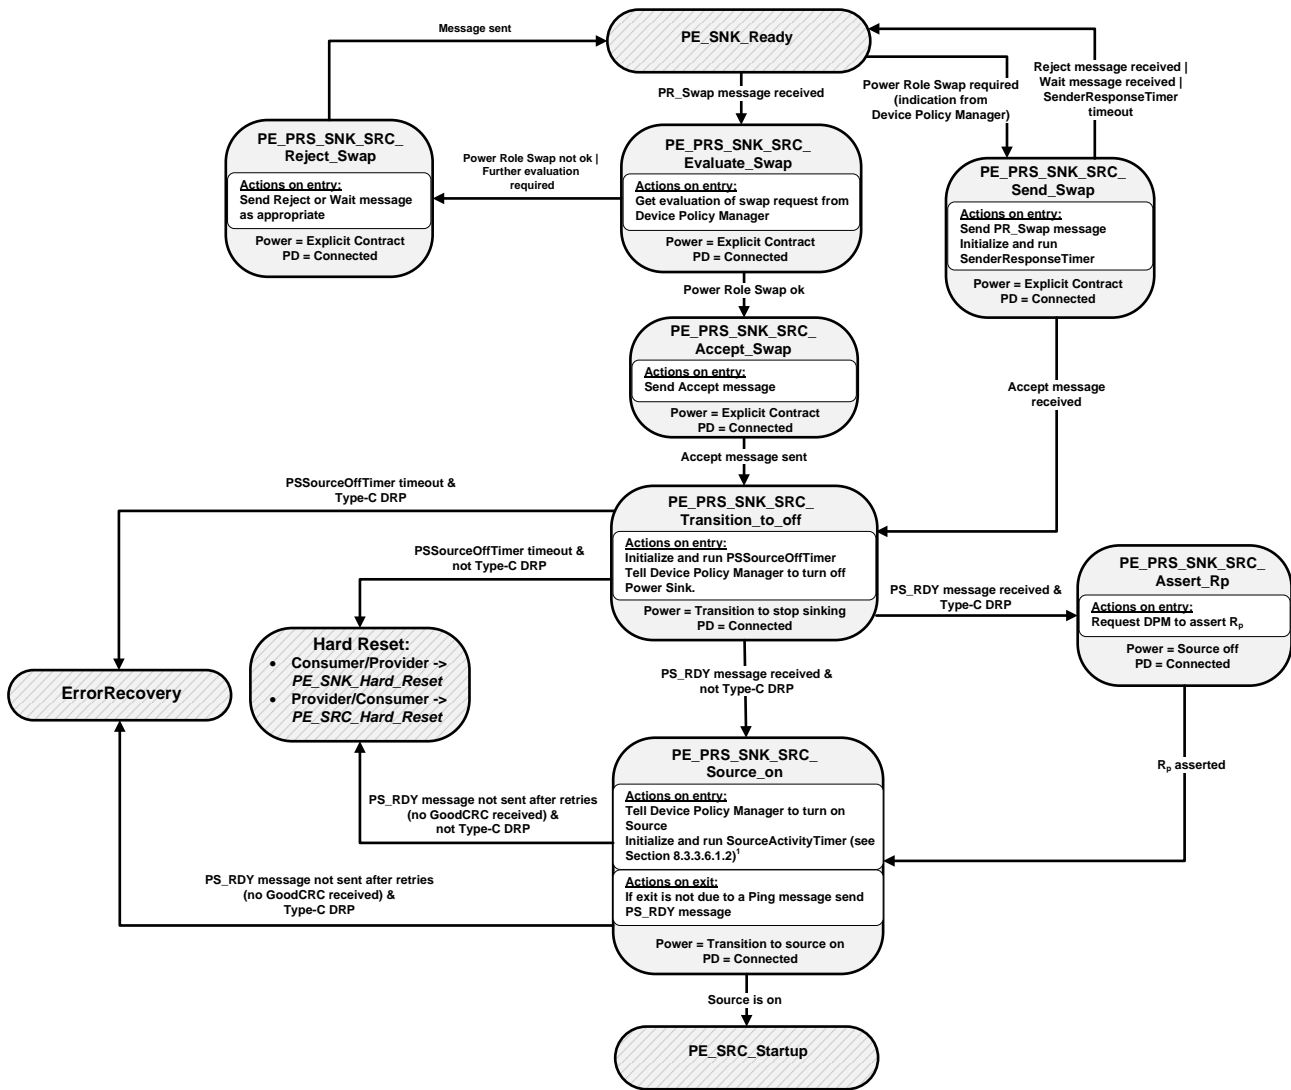 Message sent
PE_SNK_Ready
PR_Swap message received
Power Role Swap required
(indication from
Device Policy Manager)
Reject message received |
Wait message received |
SenderResponseTimer
timeout
PE_PRS_SNK_SRC_
Reject_Swap
Actions on entry:
Send Reject or Wait message
as appropriate
Power = Explicit Contract
PD = Connected
Power Role Swap not ok |
Further evaluation
required
PE_PRS_SNK_SRC_
Evaluate_Swap
Actions on entry:
Get evaluation of swap request from
Device Policy Manager
Power = Explicit Contract
PD = Connected
PE_PRS_SNK_SRC_
Send_Swap
Actions on entry:
Send PR_Swap message
Initialize and run
SenderResponseTimer
Power = Explicit Contract
PD = Connected
Power Role Swap ok
PE_PRS_SNK_SRC_
Accept_Swap
Actions on entry:
Send Accept message
Power = Explicit Contract
PD = Connected
Accept message
received
Accept message sent
PSSourceOffTimer timeout &
Type-C DRP
PSSourceOffTimer timeout &
not Type-C DRP
PE_PRS_SNK_SRC_
Transition_to_off
Actions on entry:
Initialize and run PSSourceOffTimer
Tell Device Policy Manager to turn off
Power Sink.
Power = Transition to stop sinking
PD = Connected
PS_RDY message received &
Type-C DRP
PE_PRS_SNK_SRC_
Assert_Rp
Actions on entry:
Request DPM to assert Rp
Power = Source off
PD = Connected
Hard Reset:
• Consumer/Provider ->
PE_SNK_Hard_Reset
• Provider/Consumer ->
PE_SRC_Hard_Reset
ErrorRecovery
PS_RDY message received &
not Type-C DRP
Rp asserted
PE_PRS_SNK_SRC_
Source_on
Actions on entry:
Tell Device Policy Manager to turn on
Source
Initialize and run SourceActivityTimer (see
Section 8.3.3.6.1.2)¹
Actions on exit:
If exit is not due to a Ping message send
PS_RDY message
Power = Transition to source on
PD = Connected
PS_RDY message not sent after retries
(no GoodCRC received) &
not Type-C DRP
PS_RDY message not sent after retries
(no GoodCRC received) &
Type-C DRP
Source is on
PE_SRC_Startup